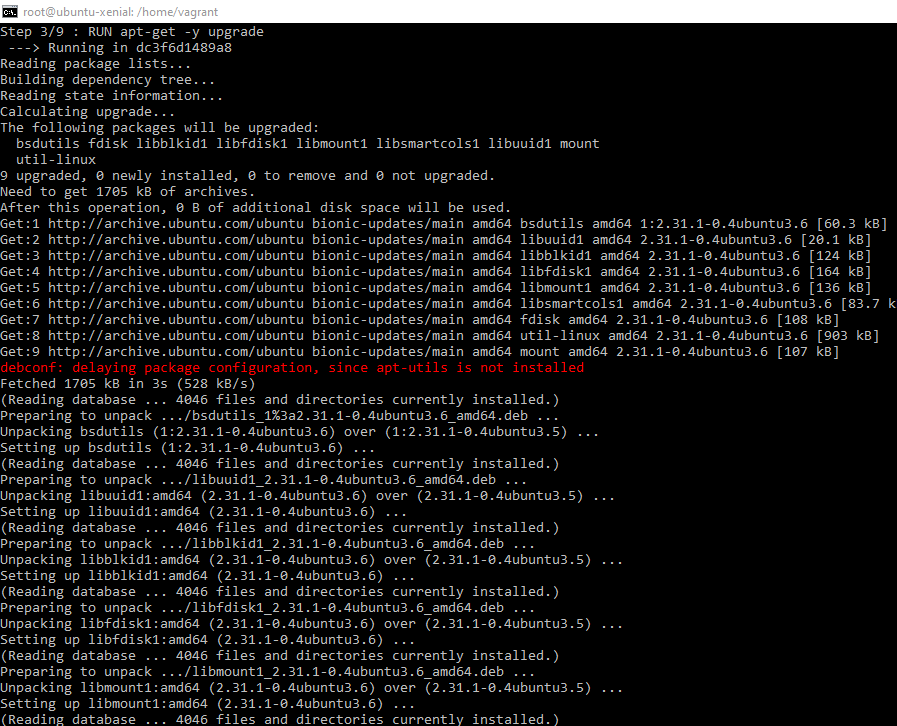 root@ubuntu-xenial: /home/vagrant
Step 3/9 : RUN apt-get -y upgrade
 ---> Running in dc3f6d1489a8
Reading package lists...
Building dependency tree...
Reading state information...
Calculating upgrade...
The following packages will be upgraded:
  bsdutils fdisk libblkid1 libfdisk1 libmount1 libsmartcols1 libuuid1 mount
  util-linux
9 upgraded, 0 newly installed, 0 to remove and 0 not upgraded.
Need to get 1705 kB of archives.
After this operation, 0 B of additional disk space will be used.
Get:1 http://archive.ubuntu.com/ubuntu bionic-updates/main amd64 bsdutils amd64 1:2.31.1-0.4ubuntu3.6 [60.3 kB]
Get:2 http://archive.ubuntu.com/ubuntu bionic-updates/main amd64 libuuid1 amd64 2.31.1-0.4ubuntu3.6 [20.1 kB]
Get:3 http://archive.ubuntu.com/ubuntu bionic-updates/main amd64 libblkid1 amd64 2.31.1-0.4ubuntu3.6 [124 kB]
Get:4 http://archive.ubuntu.com/ubuntu bionic-updates/main amd64 libfdisk1 amd64 2.31.1-0.4ubuntu3.6 [164 kB]
Get:5 http://archive.ubuntu.com/ubuntu bionic-updates/main amd64 libmount1 amd64 2.31.1-0.4ubuntu3.6 [136 kB]
Get:6 http://archive.ubuntu.com/ubuntu bionic-updates/main amd64 libsmartcols1 amd64 2.31.1-0.4ubuntu3.6 [83.7 k
Get:7 http://archive.ubuntu.com/ubuntu bionic-updates/main amd64 fdisk amd64 2.31.1-0.4ubuntu3.6 [108 kB]
Get:8 http://archive.ubuntu.com/ubuntu bionic-updates/main amd64 util-linux amd64 2.31.1-0.4ubuntu3.6 [903 kB]
Get:9 http://archive.ubuntu.com/ubuntu bionic-updates/main amd64 mount amd64 2.31.1-0.4ubuntu3.6 [107 kB]
debconf: delaying package configuration, since apt-utils is not installed
Fetched 1705 kB in 3s (528 kB/s)
(Reading database ... 4046 files and directories currently installed.)
Preparing to unpack .../bsdutils_1%3a2.31.1-0.4ubuntu3.6_amd64.deb ...
Unpacking bsdutils (1:2.31.1-0.4ubuntu3.6) over (1:2.31.1-0.4ubuntu3.5) ...
Setting up bsdutils (1:2.31.1-0.4ubuntu3.6) ...
(Reading database ... 4046 files and directories currently installed.)
Preparing to unpack .../libuuid1_2.31.1-0.4ubuntu3.6_amd64.deb ...
Unpacking libuuid1:amd64 (2.31.1-0.4ubuntu3.6) over (2.31.1-0.4ubuntu3.5) ...
Setting up libuuid1:amd64 (2.31.1-0.4ubuntu3.6) ...
(Reading database ... 4046 files and directories currently installed.)
Preparing to unpack .../libblkid1_2.31.1-0.4ubuntu3.6_amd64.deb ...
Unpacking libblkid1:amd64 (2.31.1-0.4ubuntu3.6) over (2.31.1-0.4ubuntu3.5) ...
Setting up libblkid1:amd64 (2.31.1-0.4ubuntu3.6) ...
(Reading database ... 4046 files and directories currently installed.)
Preparing to unpack .../libfdisk1_2.31.1-0.4ubuntu3.6_amd64.deb ...
Unpacking libfdisk1:amd64 (2.31.1-0.4ubuntu3.6) over (2.31.1-0.4ubuntu3.5) ...
Setting up libfdisk1:amd64 (2.31.1-0.4ubuntu3.6) ...
(Reading database ... 4046 files and directories currently installed.)
Preparing to unpack .../libmount1_2.31.1-0.4ubuntu3.6_amd64.deb ...
Unpacking libmount1:amd64 (2.31.1-0.4ubuntu3.6) over (2.31.1-0.4ubuntu3.5) ...
Setting up libmount1:amd64 (2.31.1-0.4ubuntu3.6) ...
(Reading database ... 4046 files and directories currently installed.)